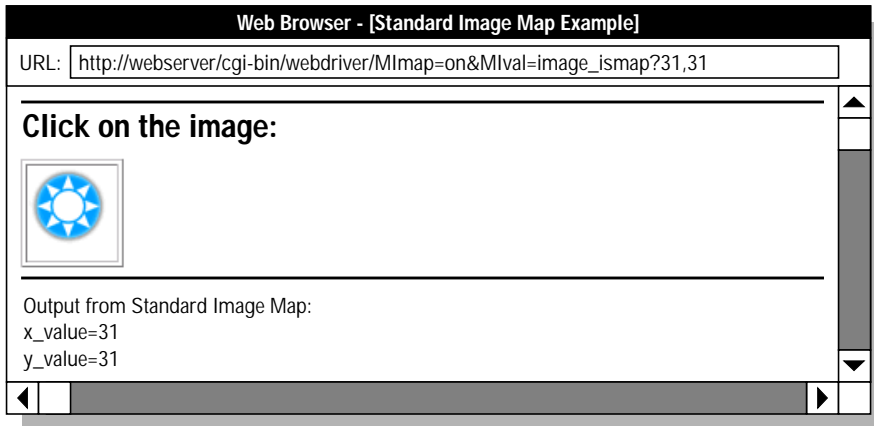 Web Browser - [Standard Image Map Example]
URL: http://webserver/cgi-bin/webdriver/MImap=on&MIval=image_ismap?31,31
Click on the image:
Output from Standard Image Map:
x_value=31
y_value=31